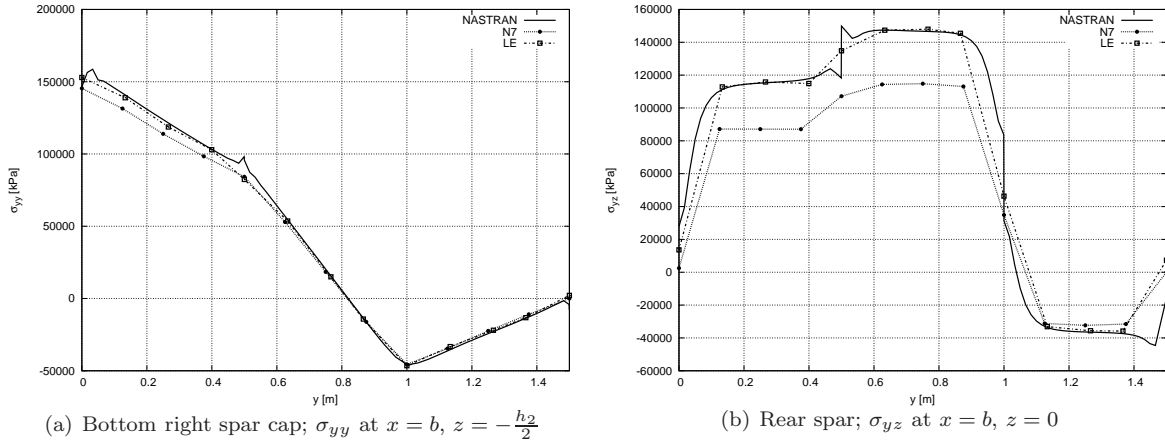 200000
150000
100000
50000
0
-50000
0 0.2 0.4 0.6 0.8 1 1.2 1.4
σyy [kPa]
y [m]
NASTRAN
N7
LE
(a) Bottom right spar cap; σyy at x = b, z = −h2/2
160000
140000
120000
100000
80000
60000
40000
20000
0
-20000
-40000
-60000
0 0.2 0.4 0.6 0.8 1 1.2 1.4
σyz [kPa]
y [m]
NASTRAN
N7
LE
(b) Rear spar; σyz at x = b, z = 0